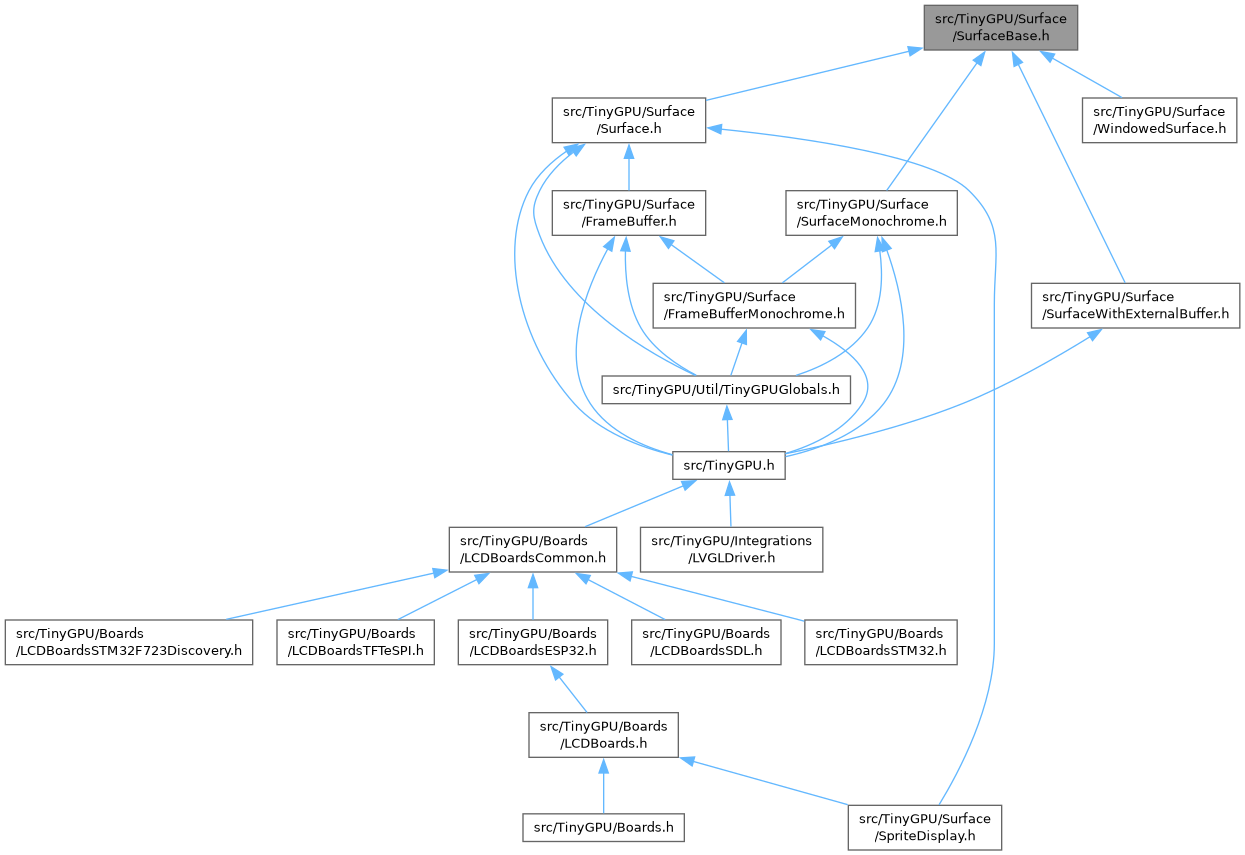 src/TinyGPU/Surface
/SurfaceBase.h
src/TinyGPU/Surface
/Surface.h
src/TinyGPU/Surface
/WindowedSurface.h
src/TinyGPU/Surface
/FrameBuffer.h
src/TinyGPU/Surface
/SurfaceMonochrome.h
src/TinyGPU/Surface
/FrameBufferMonochrome.h
src/TinyGPU/Surface
/SurfaceWithExternalBuffer.h
src/TinyGPU/Util/TinyGPUGlobals.h
src/TinyGPU.h
src/TinyGPU/Boards
/LCDBoardsCommon.h
src/TinyGPU/Integrations
/LVGLDriver.h
src/TinyGPU/Boards
/LCDBoardsSTM32F723Discovery.h
src/TinyGPU/Boards
/LCDBoardsTFTeSPI.h
src/TinyGPU/Boards
/LCDBoardsESP32.h
src/TinyGPU/Boards
/LCDBoardsSDL.h
src/TinyGPU/Boards
/LCDBoardsSTM32.h
src/TinyGPU/Boards
/LCDBoards.h
src/TinyGPU/Boards.h
src/TinyGPU/Surface
/SpriteDisplay.h